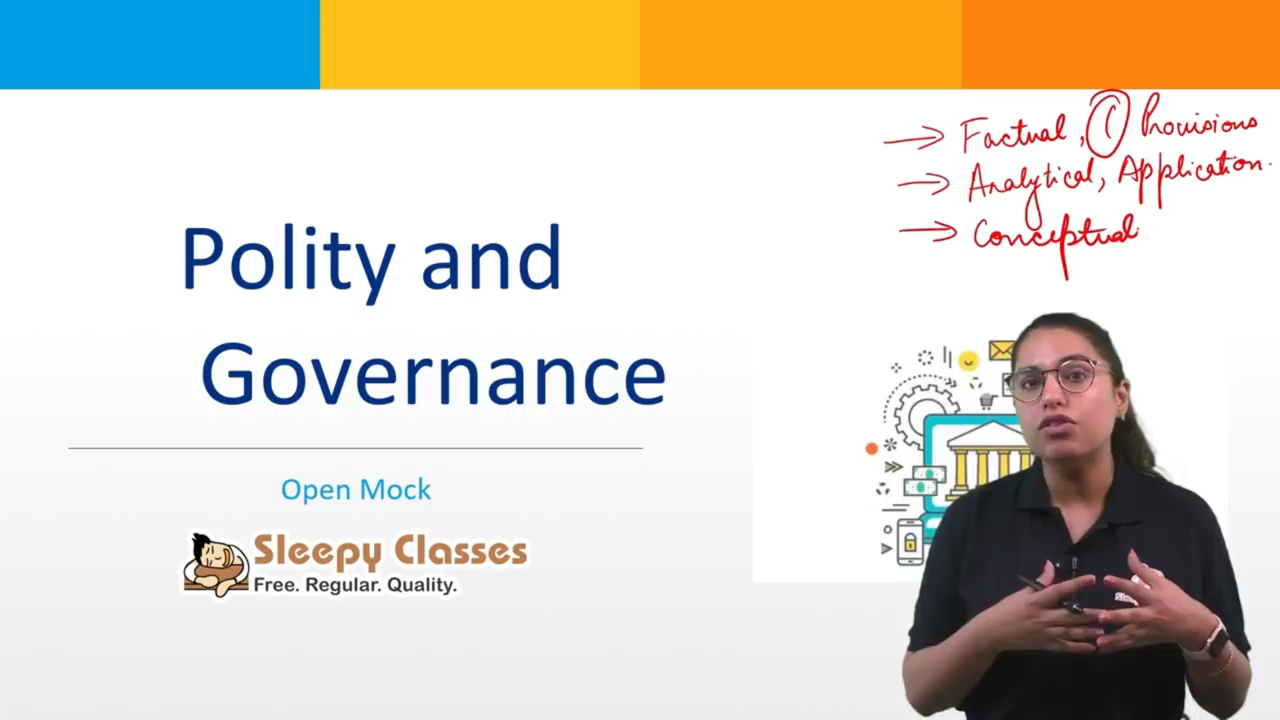 Factual, ( Provisions
Analytical, Application.
Conceptual
Polity and
Governance
Open Mock
Sleepy Classes
Free. Regular. Quality.